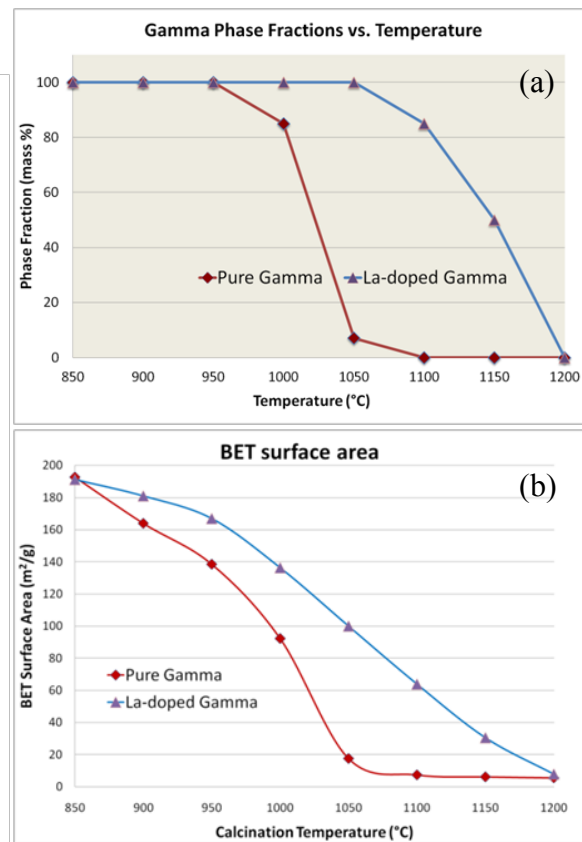 Gamma Phase Fractions vs. Temperature
(a)
Phase Fraction (mass %)
100
80
60
40
20
0
Pure Gamma
La-doped Gamma
850 900 950 1000 1050 1100 1150 1200
Temperature (°C)
BET surface area
(b)
BET Surface Area (m²/g)
200
180
160
140
120
100
80
60
40
20
0
Pure Gamma
La-doped Gamma
850 900 950 1000 1050 1100 1150 1200
Calcination Temperature (°C)